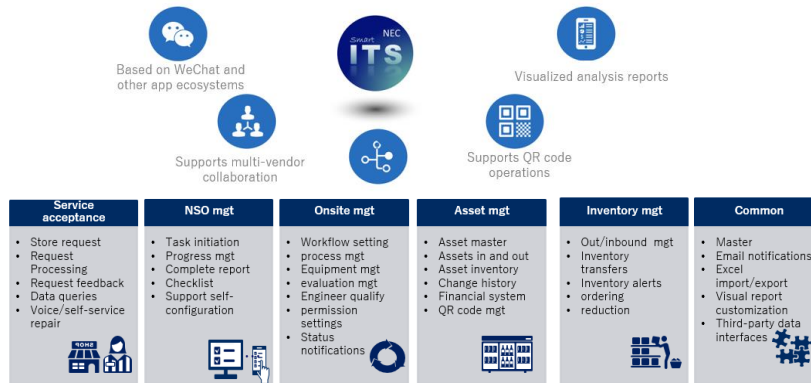 Smart NEC
ITS
Based on WeChat and
other app ecosystems
Visualized analysis reports
Supports multi-vendor
collaboration
Supports QR code
operations
Service
acceptance
• Store request
• Request
Processing
• Request feedback
• Data queries
• Voice/self-service
repair
SHOP
NSO mgt
• Task initiation
• Progress mgt
• Complete report
• Checklist
• Support self-
configuration
Onsite mgt
• Workflow setting
• process mgt
• Equipment mgt
• evaluation mgt
• Engineer qualify
• permission
settings
• Status
notifications
Asset mgt
• Asset master
• Assets in and out
• Asset inventory
• Change history
• Financial system
• QR code mgt
Inventory mgt
• Out/inbound mgt
• Inventory
transfers
• Inventory alerts
• ordering
• reduction
Common
• Master
• Email notifications
• Excel
import/export
• Visual report
customization
• Third-party data
interfaces